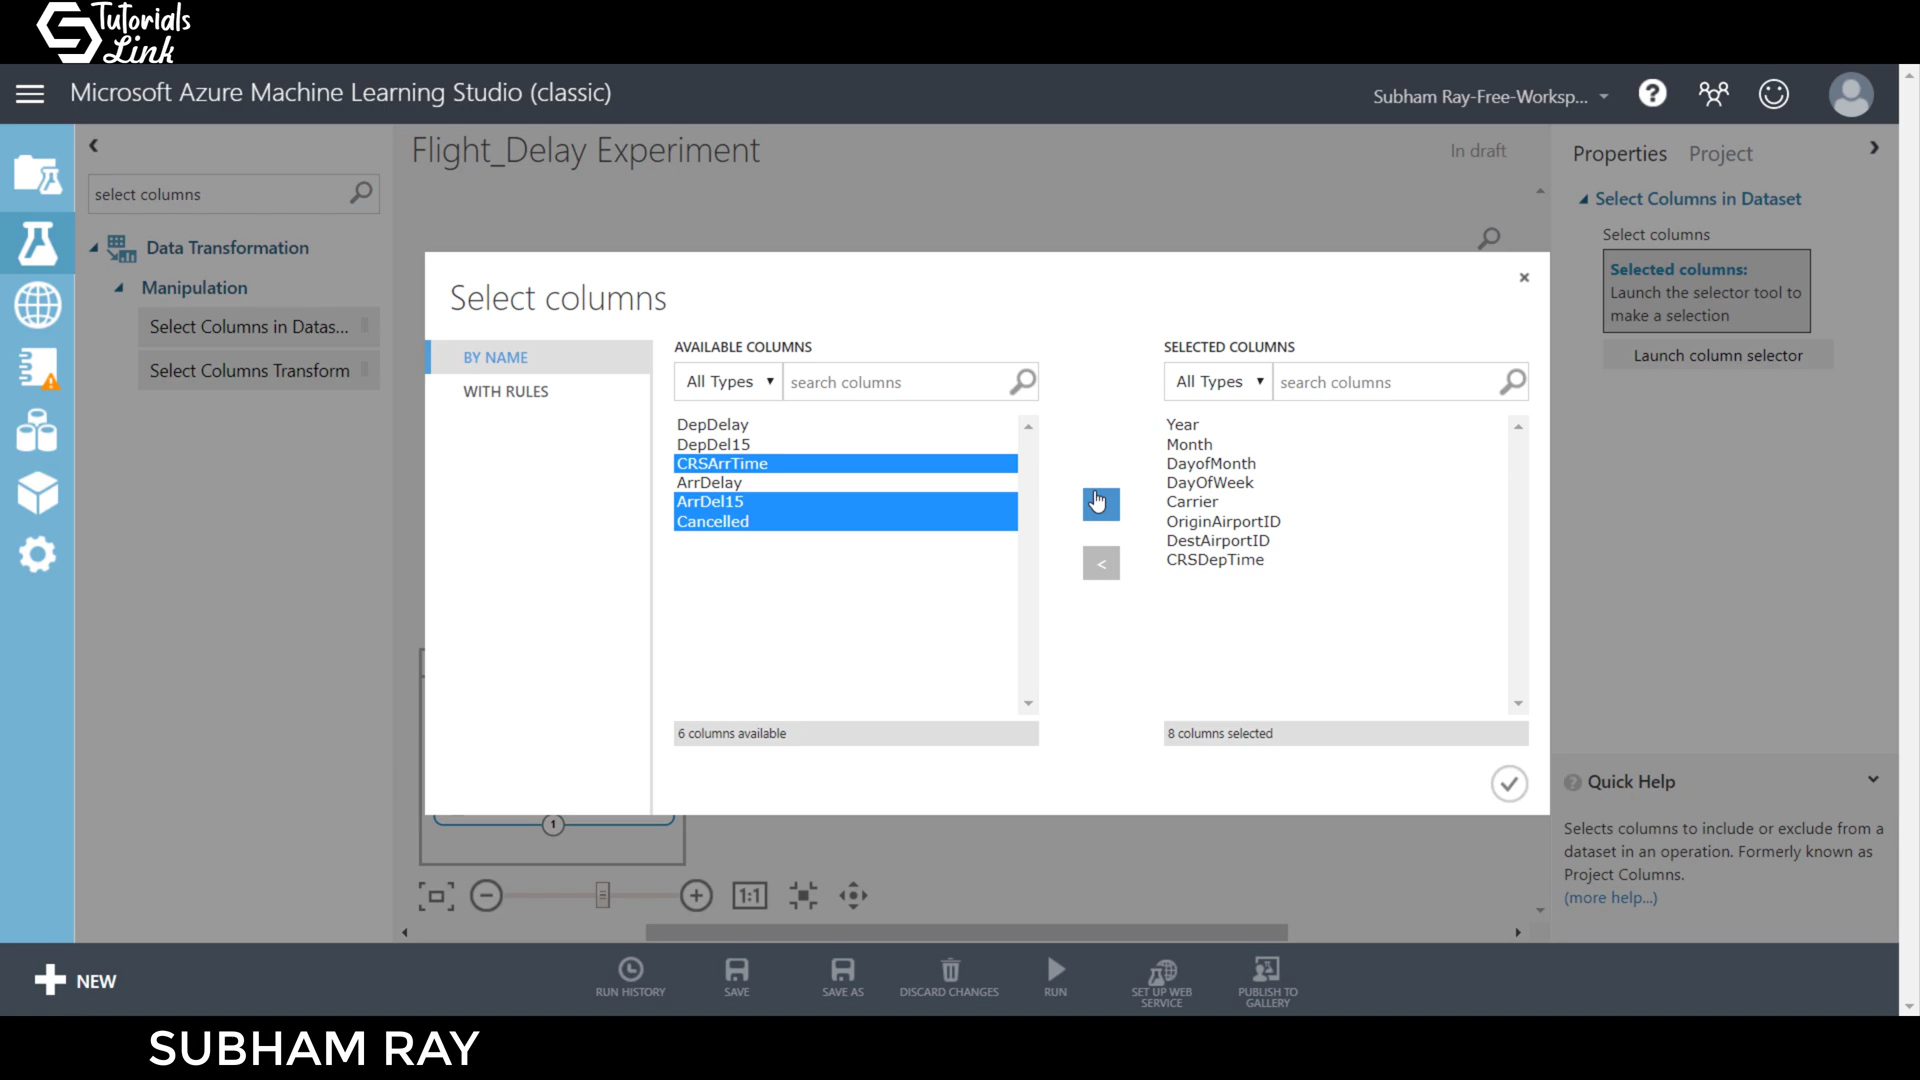 Tutorials
Link
Microsoft Azure Machine Learning Studio (classic)
Subham Ray-Free-Worksp...
select columns
Data Transformation
Manipulation
Select Columns in Datas...
Select Columns Transform
Flight_Delay Experiment
In draft
Select columns
BY NAME
WITH RULES
AVAILABLE COLUMNS
All Types
search columns
DepDelay
DepDel15
CRSArrTime
ArrDelay
ArrDel15
Cancelled
6 columns available
<
SELECTED COLUMNS
All Types
search columns
Year
Month
DayofMonth
DayOfWeek
Carrier
OriginAirportID
DestAirportID
CRSDepTime
8 columns selected
1
1:1
Properties
Project
Select Columns in Dataset
Select columns
Selected columns:
Launch the selector tool to
make a selection
Launch column selector
Quick Help
Selects columns to include or exclude from a
dataset in an operation. Formerly known as
Project Columns.
(more help...)
NEW
RUN HISTORY
SAVE
SAVE AS
DISCARD CHANGES
RUN
SET UP WEB
SERVICE
PUBLISH TO
GALLERY
SUBHAM RAY